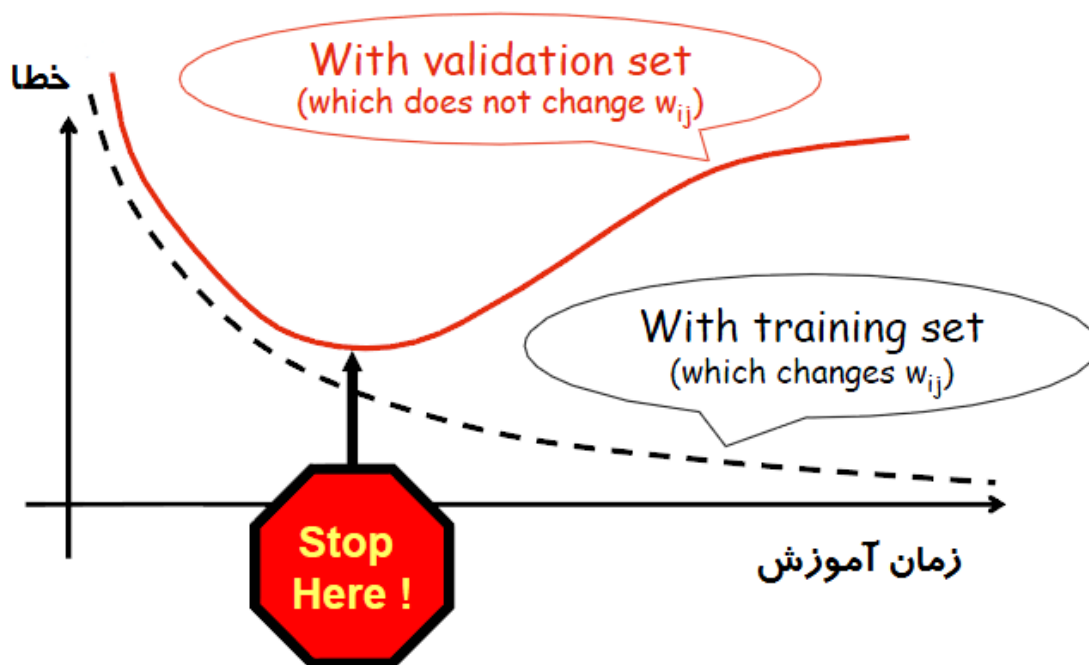 خطا
With validation set
(which does not change wij)
With training set
(which changes wij)
Stop
Here !
زمان آموزش